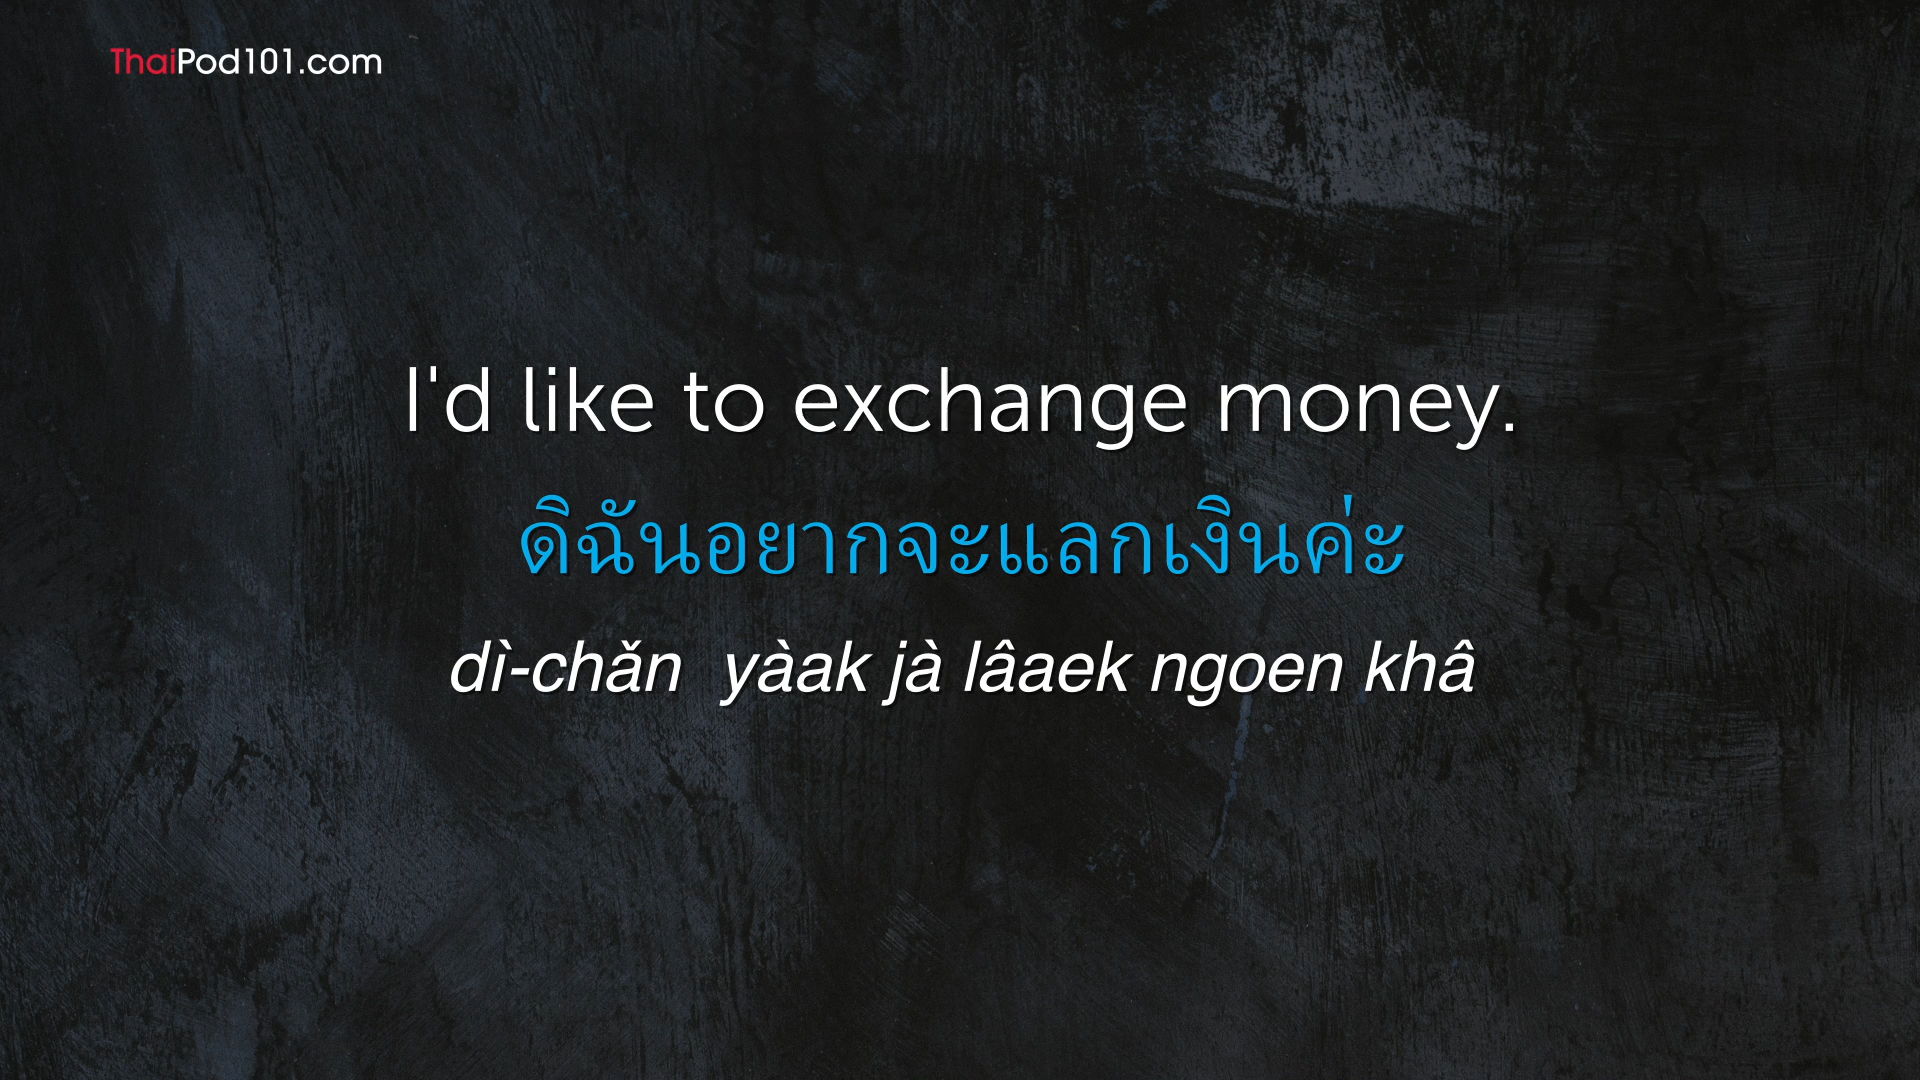 ThaiPod101.com
I'd like to exchange money.
ดิฉันอยากจะแลกเงินค่ะ
dì-chǎn yàak jà lâaek ngoen khâ